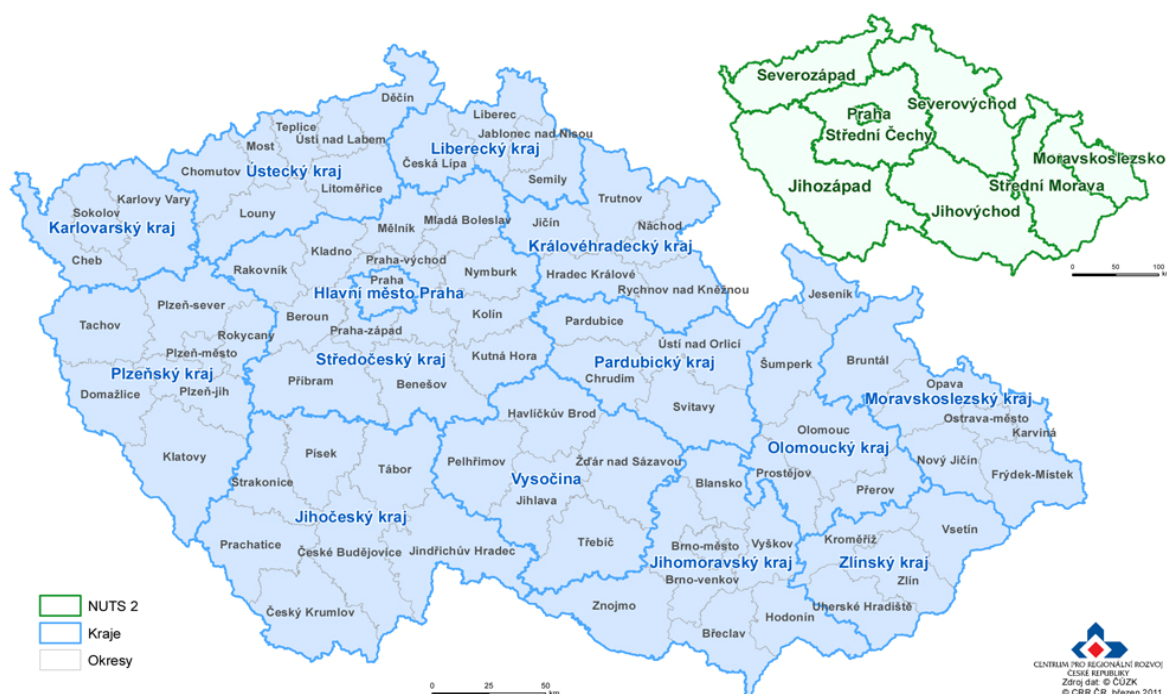 Děčín
Liberec
Teplice
Ústí nad Labem
Jablonec nad Nisou
Most
Liberecký kraj
Česká Lípa
Chomutov
Ústecký kraj
Semily
Litoměřice
Karlovy Vary
Trutnov
Sokolov
Louny
Mladá Boleslav
Jičín
Náchod
Karlovarský kraj
Mělník
Královéhradecký kraj
Kladno
Cheb
Praha-východ
Rakovník
Nymburk
Hradec Králové
Praha
Rychnov nad Kněžnou
Hlavní město Praha
Plzeň-sever
Jeseník
Beroun
Kolín
Pardubice
Tachov
Rokycany
Praha-západ
Ústí nad Orlicí
Plzeň-město
Středočeský kraj
Kutná Hora
Pardubický kraj
Šumperk
Bruntál
Plzeňský kraj
Příbram
Benešov
Chrudim
Opava
Domažlice
Plzeň-jih
Moravskoslezský kraj
Svitavy
Havlíčkův Brod
Ostrava-město
Olomouc
Karviná
Písek
Olomoucký kraj
Klatovy
Pelhřimov
Žďár nad Sázavou
Nový Jičín
Tábor
Prostějov
Frýdek-Místek
Strakonice
Vysočina
Blansko
Přerov
Jihlava
Jihočeský kraj
Vsetín
Třebíč
Kroměříž
Prachatice
České Budějovice
Jindřichův Hradec
Brno-město
Vyškov
Jihomoravský kraj
Zlínský kraj
Brno-venkov
Zlín
Znojmo
Uherské Hradiště
Český Krumlov
Hodonín
Břeclav
Severozápad
Severovýchod
Praha
Střední Čechy
Moravskoslezsko
Jihozápad
Střední Morava
Jihovýchod
0 50 100
km
NUTS 2
Kraje
Okresy
0 25 50
km
CENTRUM PRO REGIONÁLNÍ ROZVOJ
ČESKÉ REPUBLIKY
Zdroj dat: © ČÚZK
© CRR ČR, březen 2011